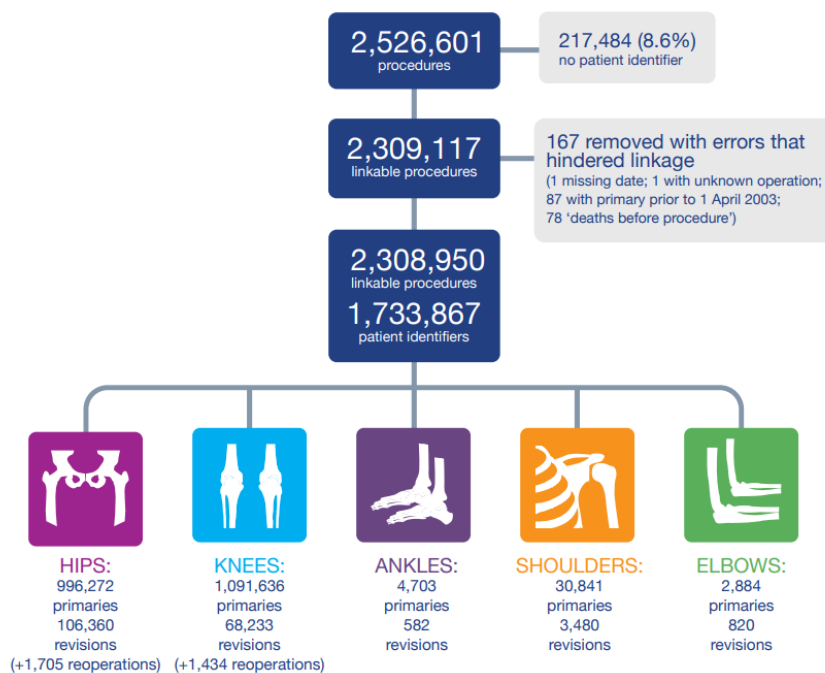 2,526,601
procedures
217,484 (8.6%)
no patient identifier
2,309,117
linkable procedures
167 removed with errors that
hindered linkage
(1 missing date; 1 with unknown operation;
87 with primary prior to 1 April 2003;
78 ‘deaths before procedure’)
2,308,950
linkable procedures
1,733,867
patient identifiers
HIPS:
996,272
primaries
106,360
revisions
(+1,705 reoperations)
KNEES:
1,091,636
primaries
68,233
revisions
(+1,434 reoperations)
ANKLES:
4,703
primaries
582
revisions
SHOULDERS:
30,841
primaries
3,480
revisions
ELBOWS:
2,884
primaries
820
revisions